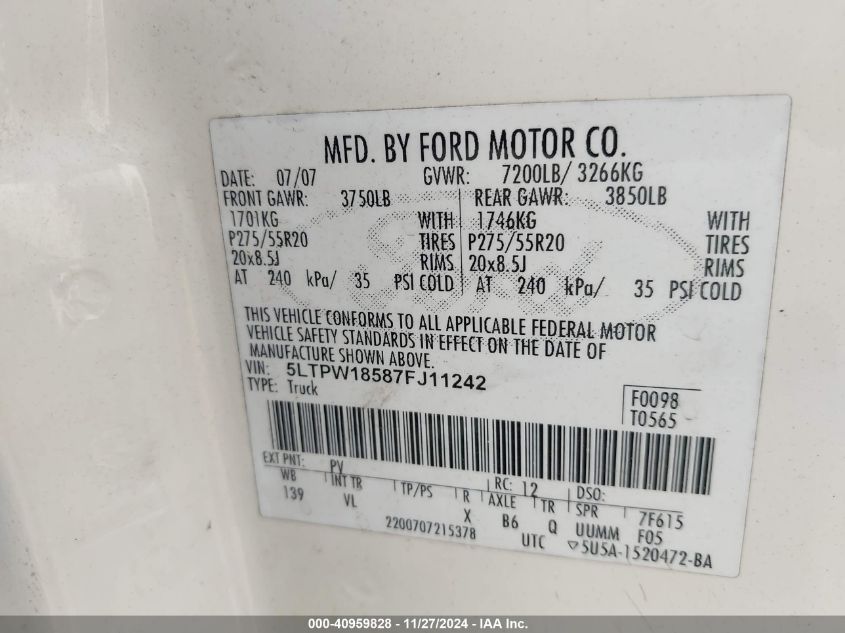 MFD. BY FORD MOTOR CO.
DATE: 07/07 GVWR: 7200LB/ 3266KG
FRONT GAWR: 3750LB REAR GAWR: 3850LB
1701KG WITH 1746KG WITH
P275/55R20 TIRES P275/55R20 TIRES
20x8.5J RIMS 20x8.5J RIMS
AT 240 kPa/ 35 PSI COLD AT 240 kPa/ 35 PSI COLD
THIS VEHICLE CONFORMS TO ALL APPLICABLE FEDERAL MOTOR
VEHICLE SAFETY STANDARDS IN EFFECT ON THE DATE OF
MANUFACTURE SHOWN ABOVE.
VIN: 5LTPW18587FJ11242
TYPE: Truck
F0098
T0565
EXT PNT: PV RC: 12 DSO:
WB INT TR TP/PS R AXLE TR SPR 7F615
139 VL X B6 Q UUMM F05
2200707215378 UTC ▽5U5A-1520472-BA
000-40959828 - 11/27/2024 - IAA Inc.